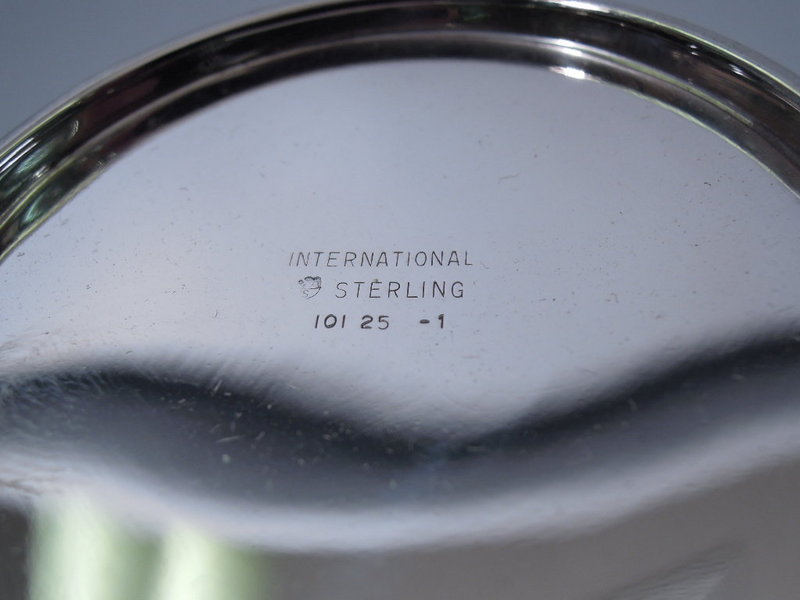 INTERNATIONAL
STERLING
101 25 -1